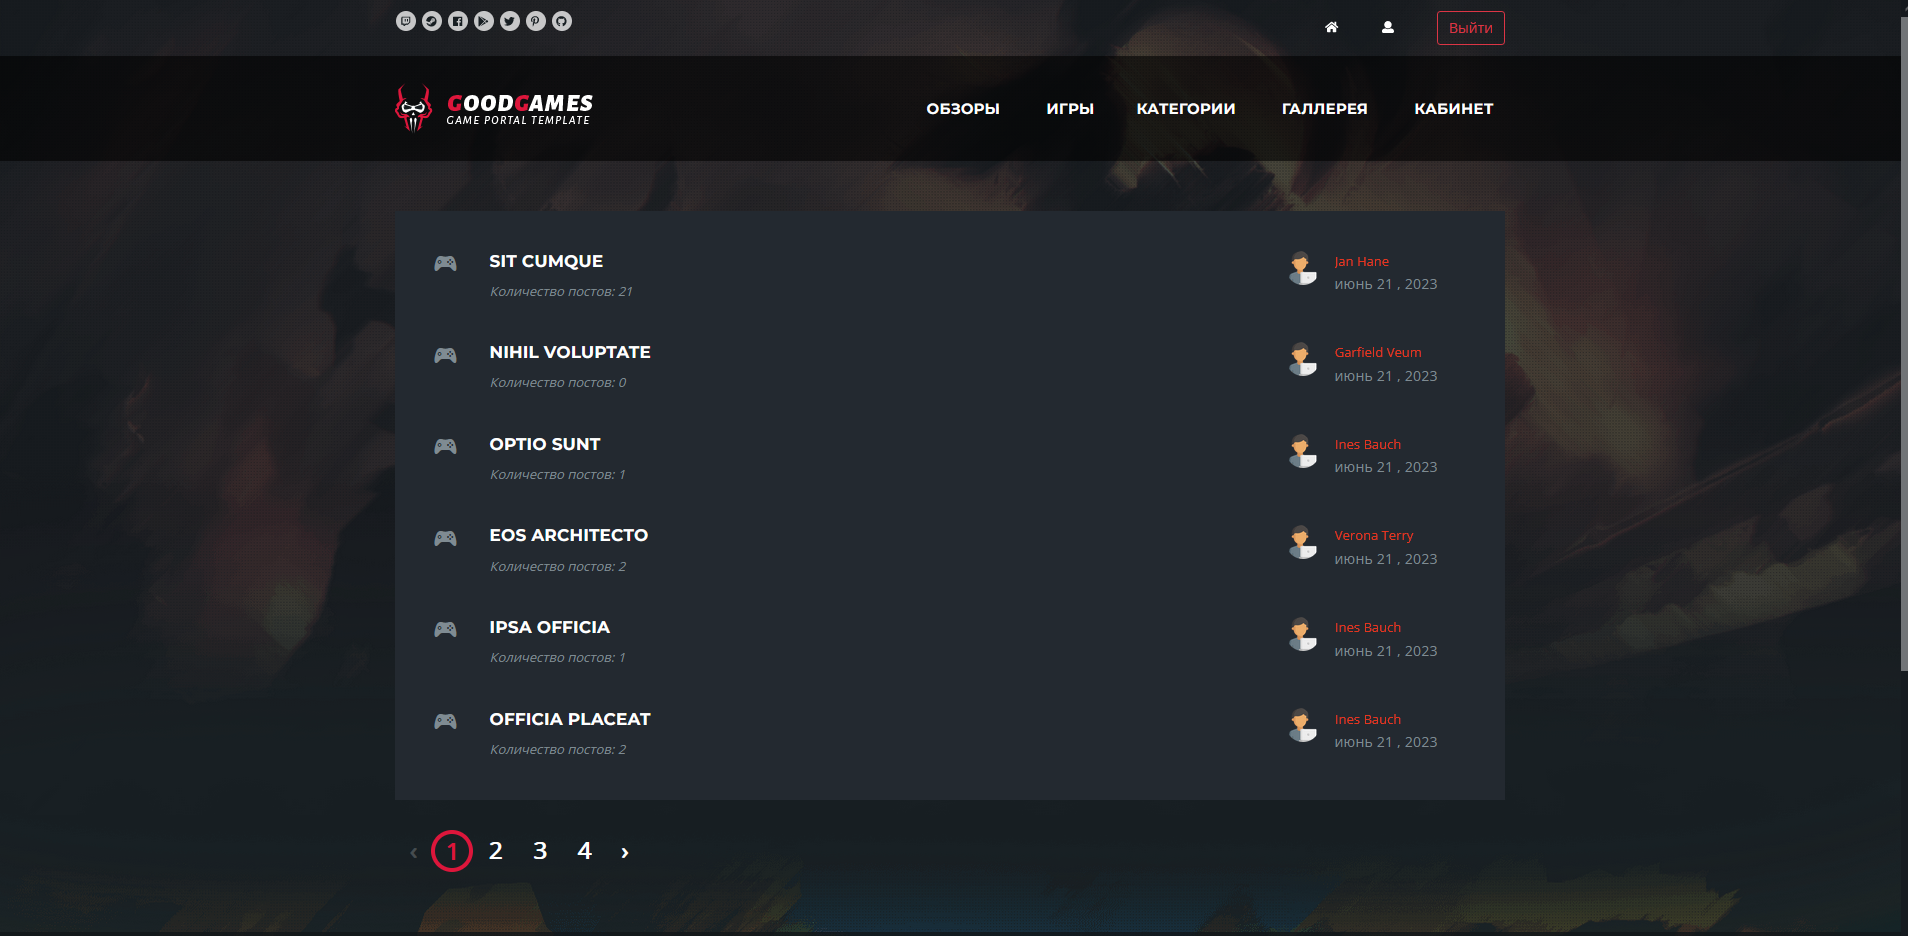 Выйти
GOODGAMES
GAME PORTAL TEMPLATE
ОБЗОРЫ ИГРЫ КАТЕГОРИИ ГАЛЛЕРЕЯ КАБИНЕТ
SIT CUMQUE
Количество постов: 21
Jan Hane
июнь 21 , 2023
NIHIL VOLUPTATE
Количество постов: 0
Garfield Veum
июнь 21 , 2023
OPTIO SUNT
Количество постов: 1
Ines Bauch
июнь 21 , 2023
EOS ARCHITECTO
Количество постов: 2
Verona Terry
июнь 21 , 2023
IPSA OFFICIA
Количество постов: 1
Ines Bauch
июнь 21 , 2023
OFFICIA PLACEAT
Количество постов: 2
Ines Bauch
июнь 21 , 2023
‹ 1 2 3 4 ›